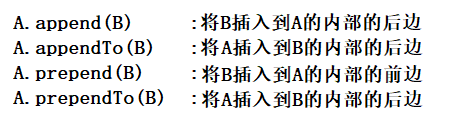 A.append(B)    :将B插入到A的内部的后边
A.appendTo(B)  :将A插入到B的内部的后边
A.prepend(B)   :将B插入到A的内部的前边
A.prependTo(B) :将A插入到B的内部的后边